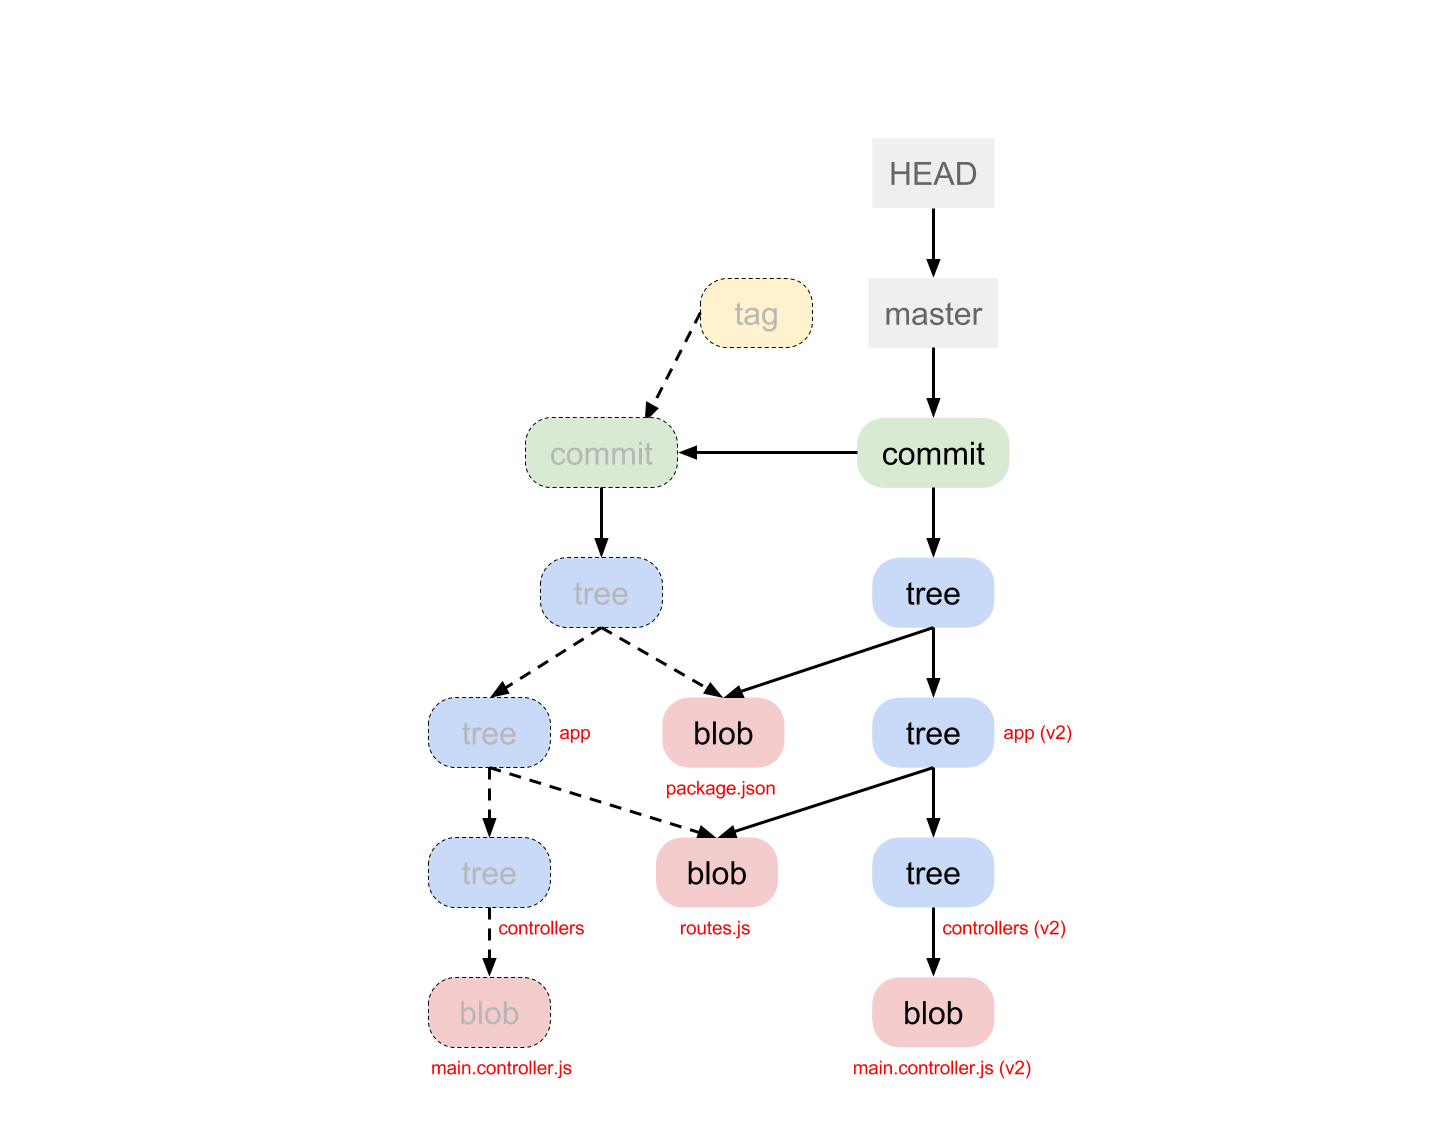 HEAD
tag
master
commit
commit
tree
tree
tree
app
blob
tree
app (v2)
package.json
tree
blob
tree
controllers
routes.js
controllers (v2)
blob
blob
main.controller.js
main.controller.js (v2)